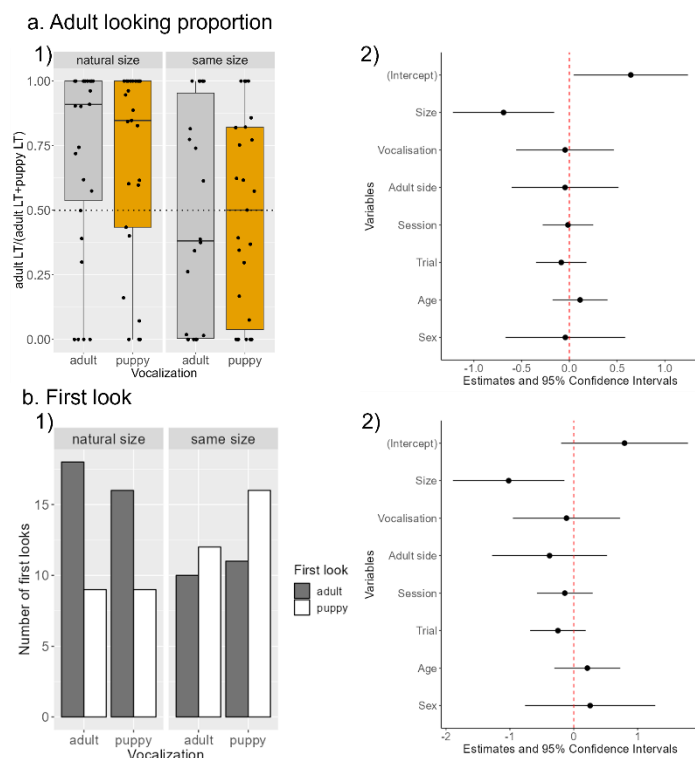 a. Adult looking proportion
1)
natural size same size
adult LT/(adult LT+puppy LT)
1.00
0.75
0.50
0.25
0.00
adult puppy adult puppy
Vocalization
2)
Variables
(Intercept)
Size
Vocalisation
Adult side
Session
Trial
Age
Sex
-1.0 -0.5 0.0 0.5 1.0
Estimates and 95% Confidence Intervals
b. First look
1)
natural size same size
Number of first looks
15
10
5
0
adult puppy adult puppy
Vocalization
First look
adult
puppy
2)
Variables
(Intercept)
Size
Vocalisation
Adult side
Session
Trial
Age
Sex
-2 -1 0 1
Estimates and 95% Confidence Intervals